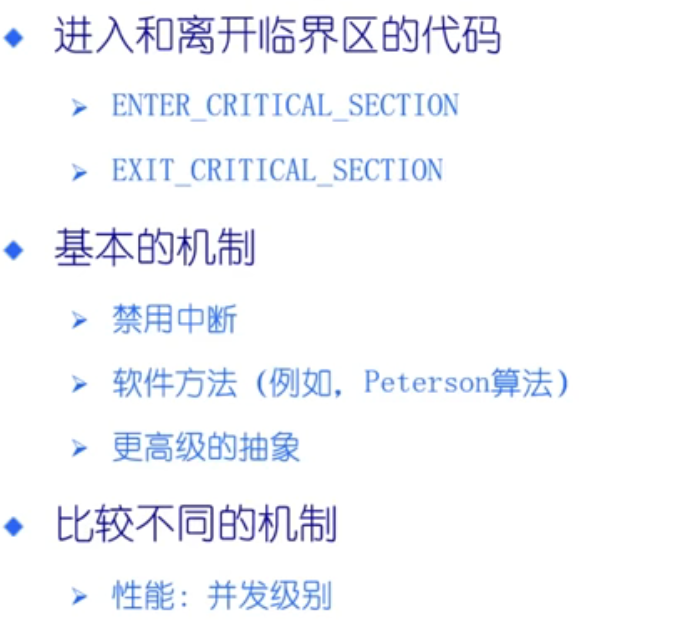 进入和离开临界区的代码
ENTER_CRITICAL_SECTION
EXIT_CRITICAL_SECTION
基本的机制
禁用中断
软件方法（例如，Peterson算法）
更高级的抽象
比较不同的机制
性能：并发级别